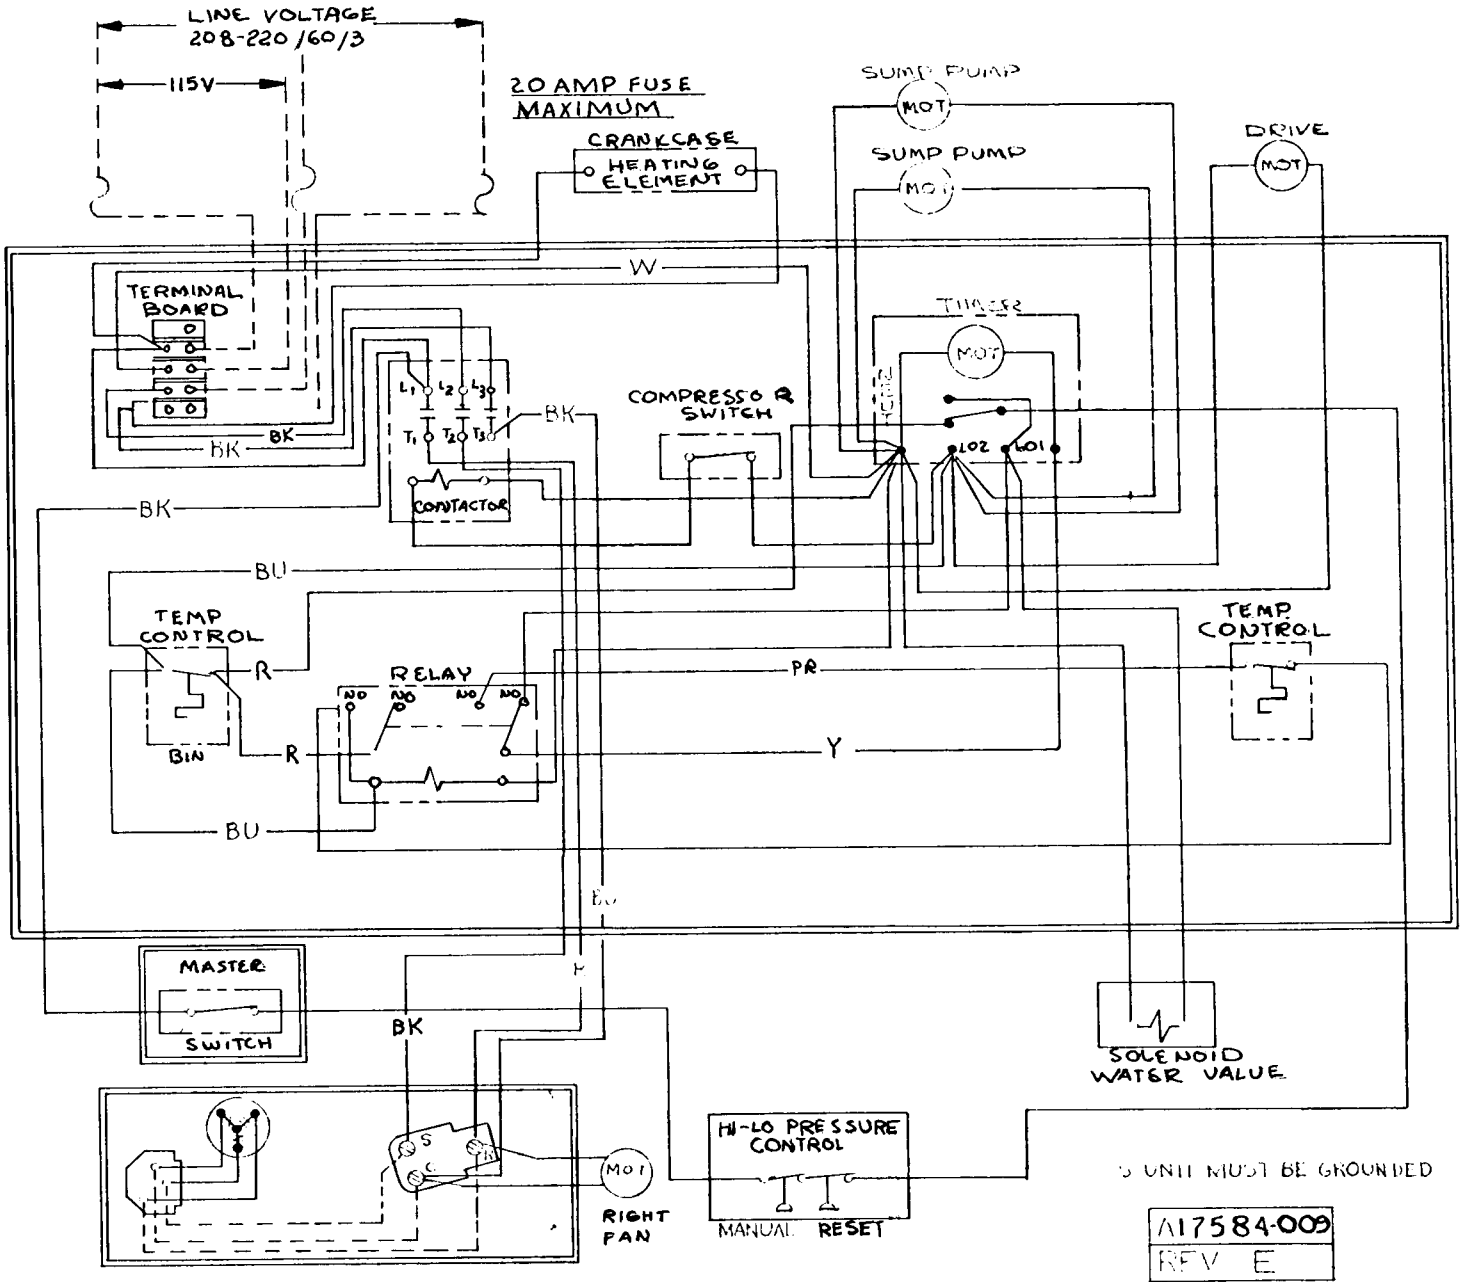 LINE VOLTAGE
208-220/60/3
115V
20 AMP FUSE
MAXIMUM
CRANKCASE
HEATING
ELEMENT
SUMP PUMP
MOT
SUMP PUMP
MOT
DRIVE
MOT
W
TERMINAL
BOARD
BK
BK
L1 L2 L3
T1 T2 T3
BK
CONTACTOR
COMPRESSOR
SWITCH
TIMER
MOT
LO2 LO1
BK
BU
TEMP
CONTROL
R
BIN
R
BU
RELAY
NO NO NO NO
PR
Y
TEMP
CONTROL
MASTER
SWITCH
BK
S
C
MOT
RIGHT
FAN
HI-LO PRESSURE
CONTROL
MANUAL RESET
SOLENOID
WATER VALUE
UNIT MUST BE GROUNDED
A17584-009
REV E